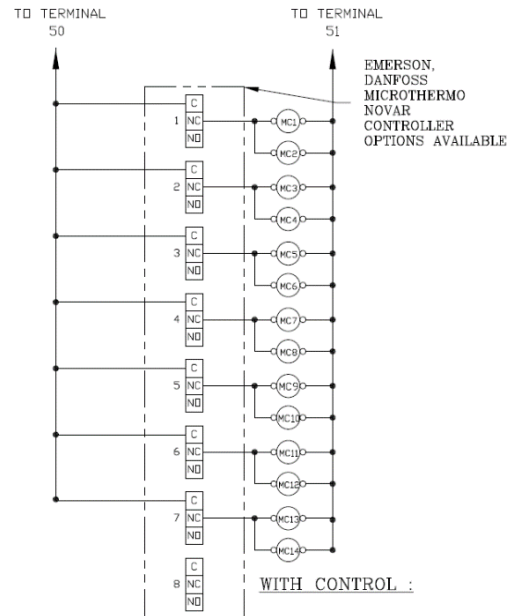 TO TERMINAL
50
TO TERMINAL
51
EMERSON,
DANFOSS
MICROTHERMO
NOVAR
CONTROLLER
OPTIONS AVAILABLE
C
1 NC MC1
NO
MC2
C
2 NC MC3
NO
MC4
C
3 NC MC5
NO
MC6
C
4 NC MC7
NO
MC8
C
5 NC MC9
NO
MC10
C
6 NC MC11
NO
MC12
C
7 NC MC13
NO
MC14
C
8 NC
NO
WITH CONTROL :